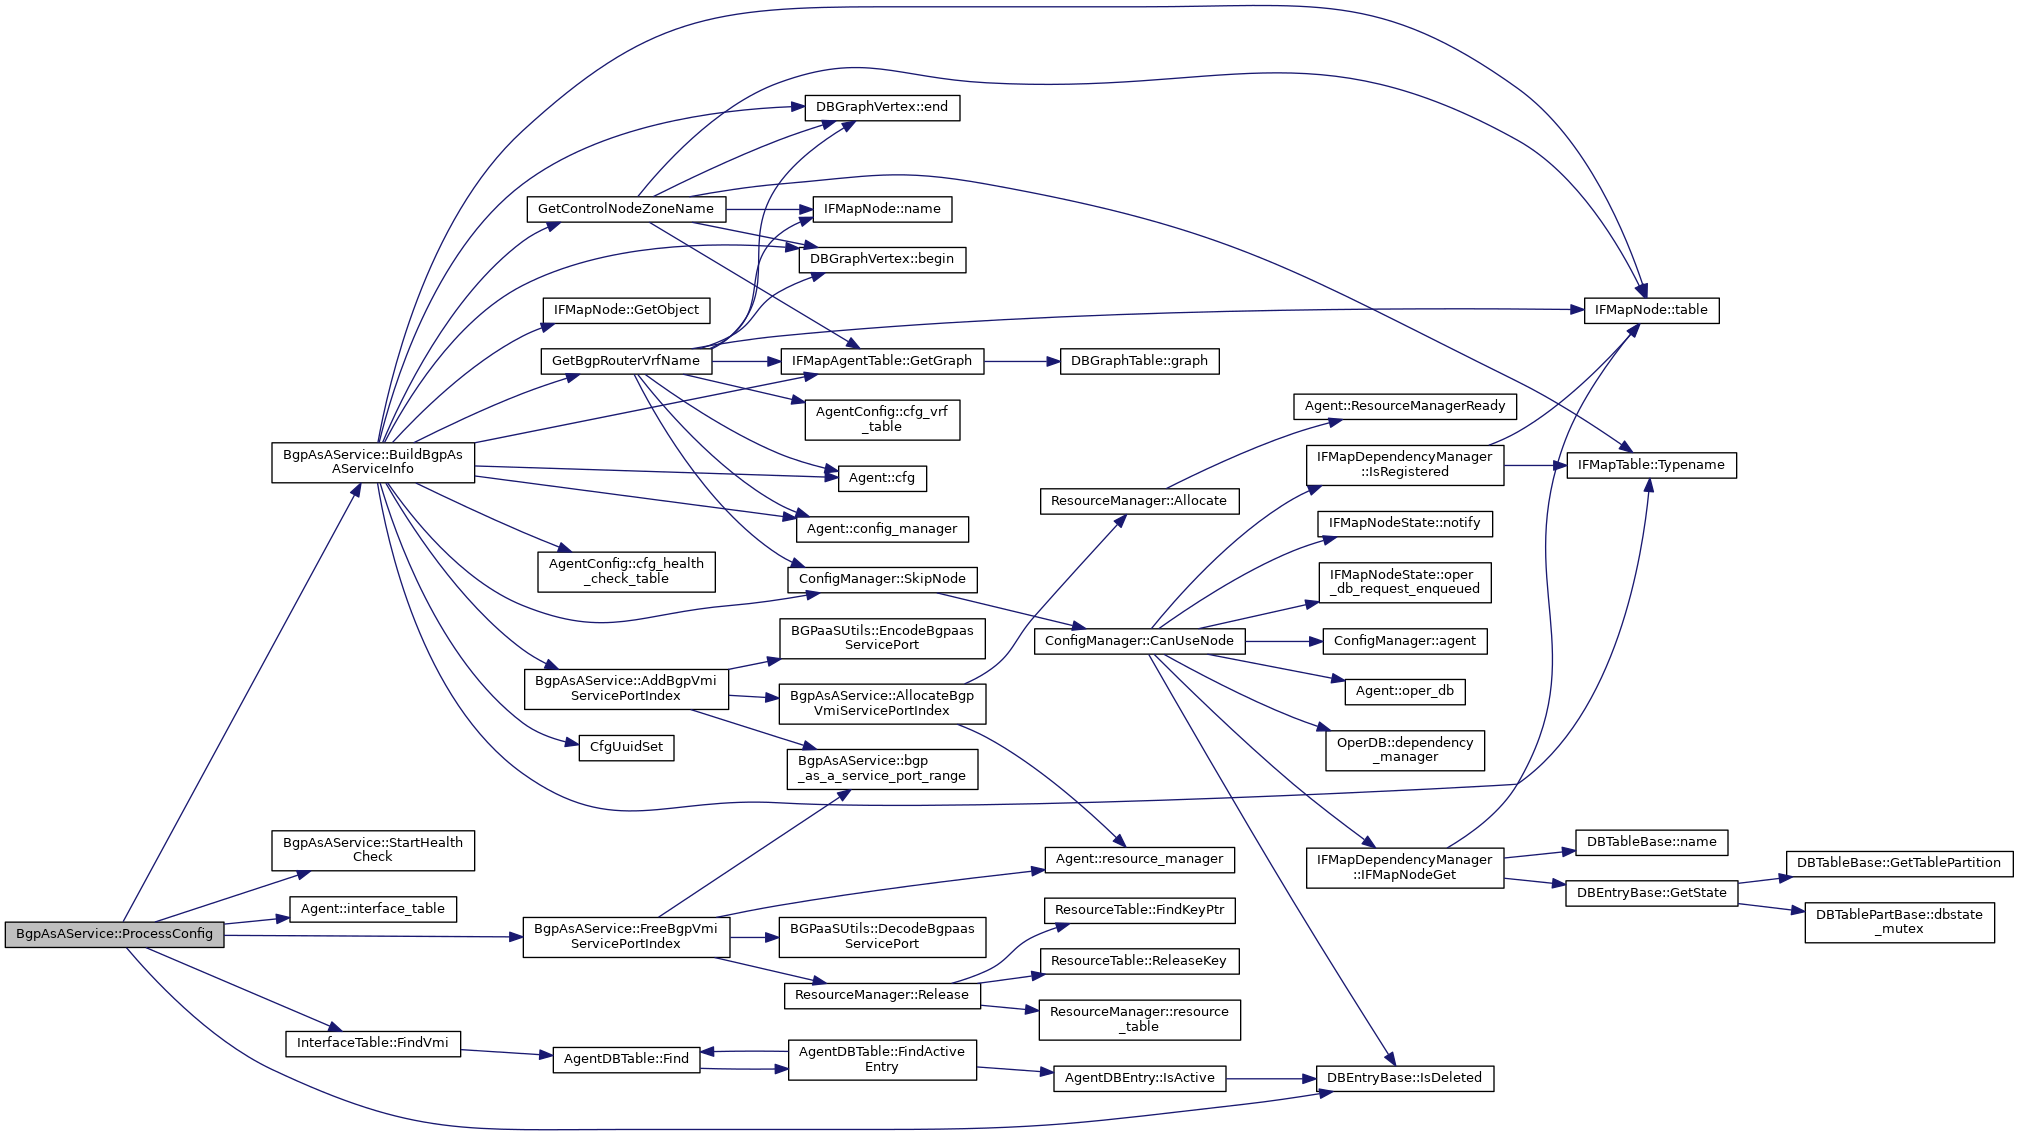 BgpAsAService::ProcessConfig
BgpAsAService::BuildBgpAs
AServiceInfo
BgpAsAService::StartHealth
Check
Agent::interface_table
InterfaceTable::FindVmi
GetControlNodeZoneName
IFMapNode::GetObject
GetBgpRouterVrfName
AgentConfig::cfg_health
_check_table
BgpAsAService::AddBgpVmi
ServicePortIndex
CfgUuidSet
BgpAsAService::FreeBgpVmi
ServicePortIndex
AgentDBTable::Find
DBGraphVertex::end
IFMapNode::name
DBGraphVertex::begin
IFMapAgentTable::GetGraph
AgentConfig::cfg_vrf
_table
Agent::cfg
Agent::config_manager
ConfigManager::SkipNode
BGPaaSUtils::EncodeBgpaas
ServicePort
BgpAsAService::AllocateBgp
VmiServicePortIndex
BgpAsAService::bgp
_as_a_service_port_range
BGPaaSUtils::DecodeBgpaas
ServicePort
ResourceManager::Release
AgentDBTable::FindActive
Entry
DBGraphTable::graph
ResourceManager::Allocate
ConfigManager::CanUseNode
Agent::resource_manager
ResourceTable::FindKeyPtr
ResourceTable::ReleaseKey
ResourceManager::resource
_table
AgentDBEntry::IsActive
Agent::ResourceManagerReady
IFMapDependencyManager
::IsRegistered
IFMapNodeState::notify
IFMapNodeState::oper
_db_request_enqueued
ConfigManager::agent
Agent::oper_db
OperDB::dependency
_manager
IFMapDependencyManager
::IFMapNodeGet
DBEntryBase::IsDeleted
IFMapNode::table
IFMapTable::Typename
DBTableBase::name
DBEntryBase::GetState
DBTableBase::GetTablePartition
DBTablePartBase::dbstate
_mutex